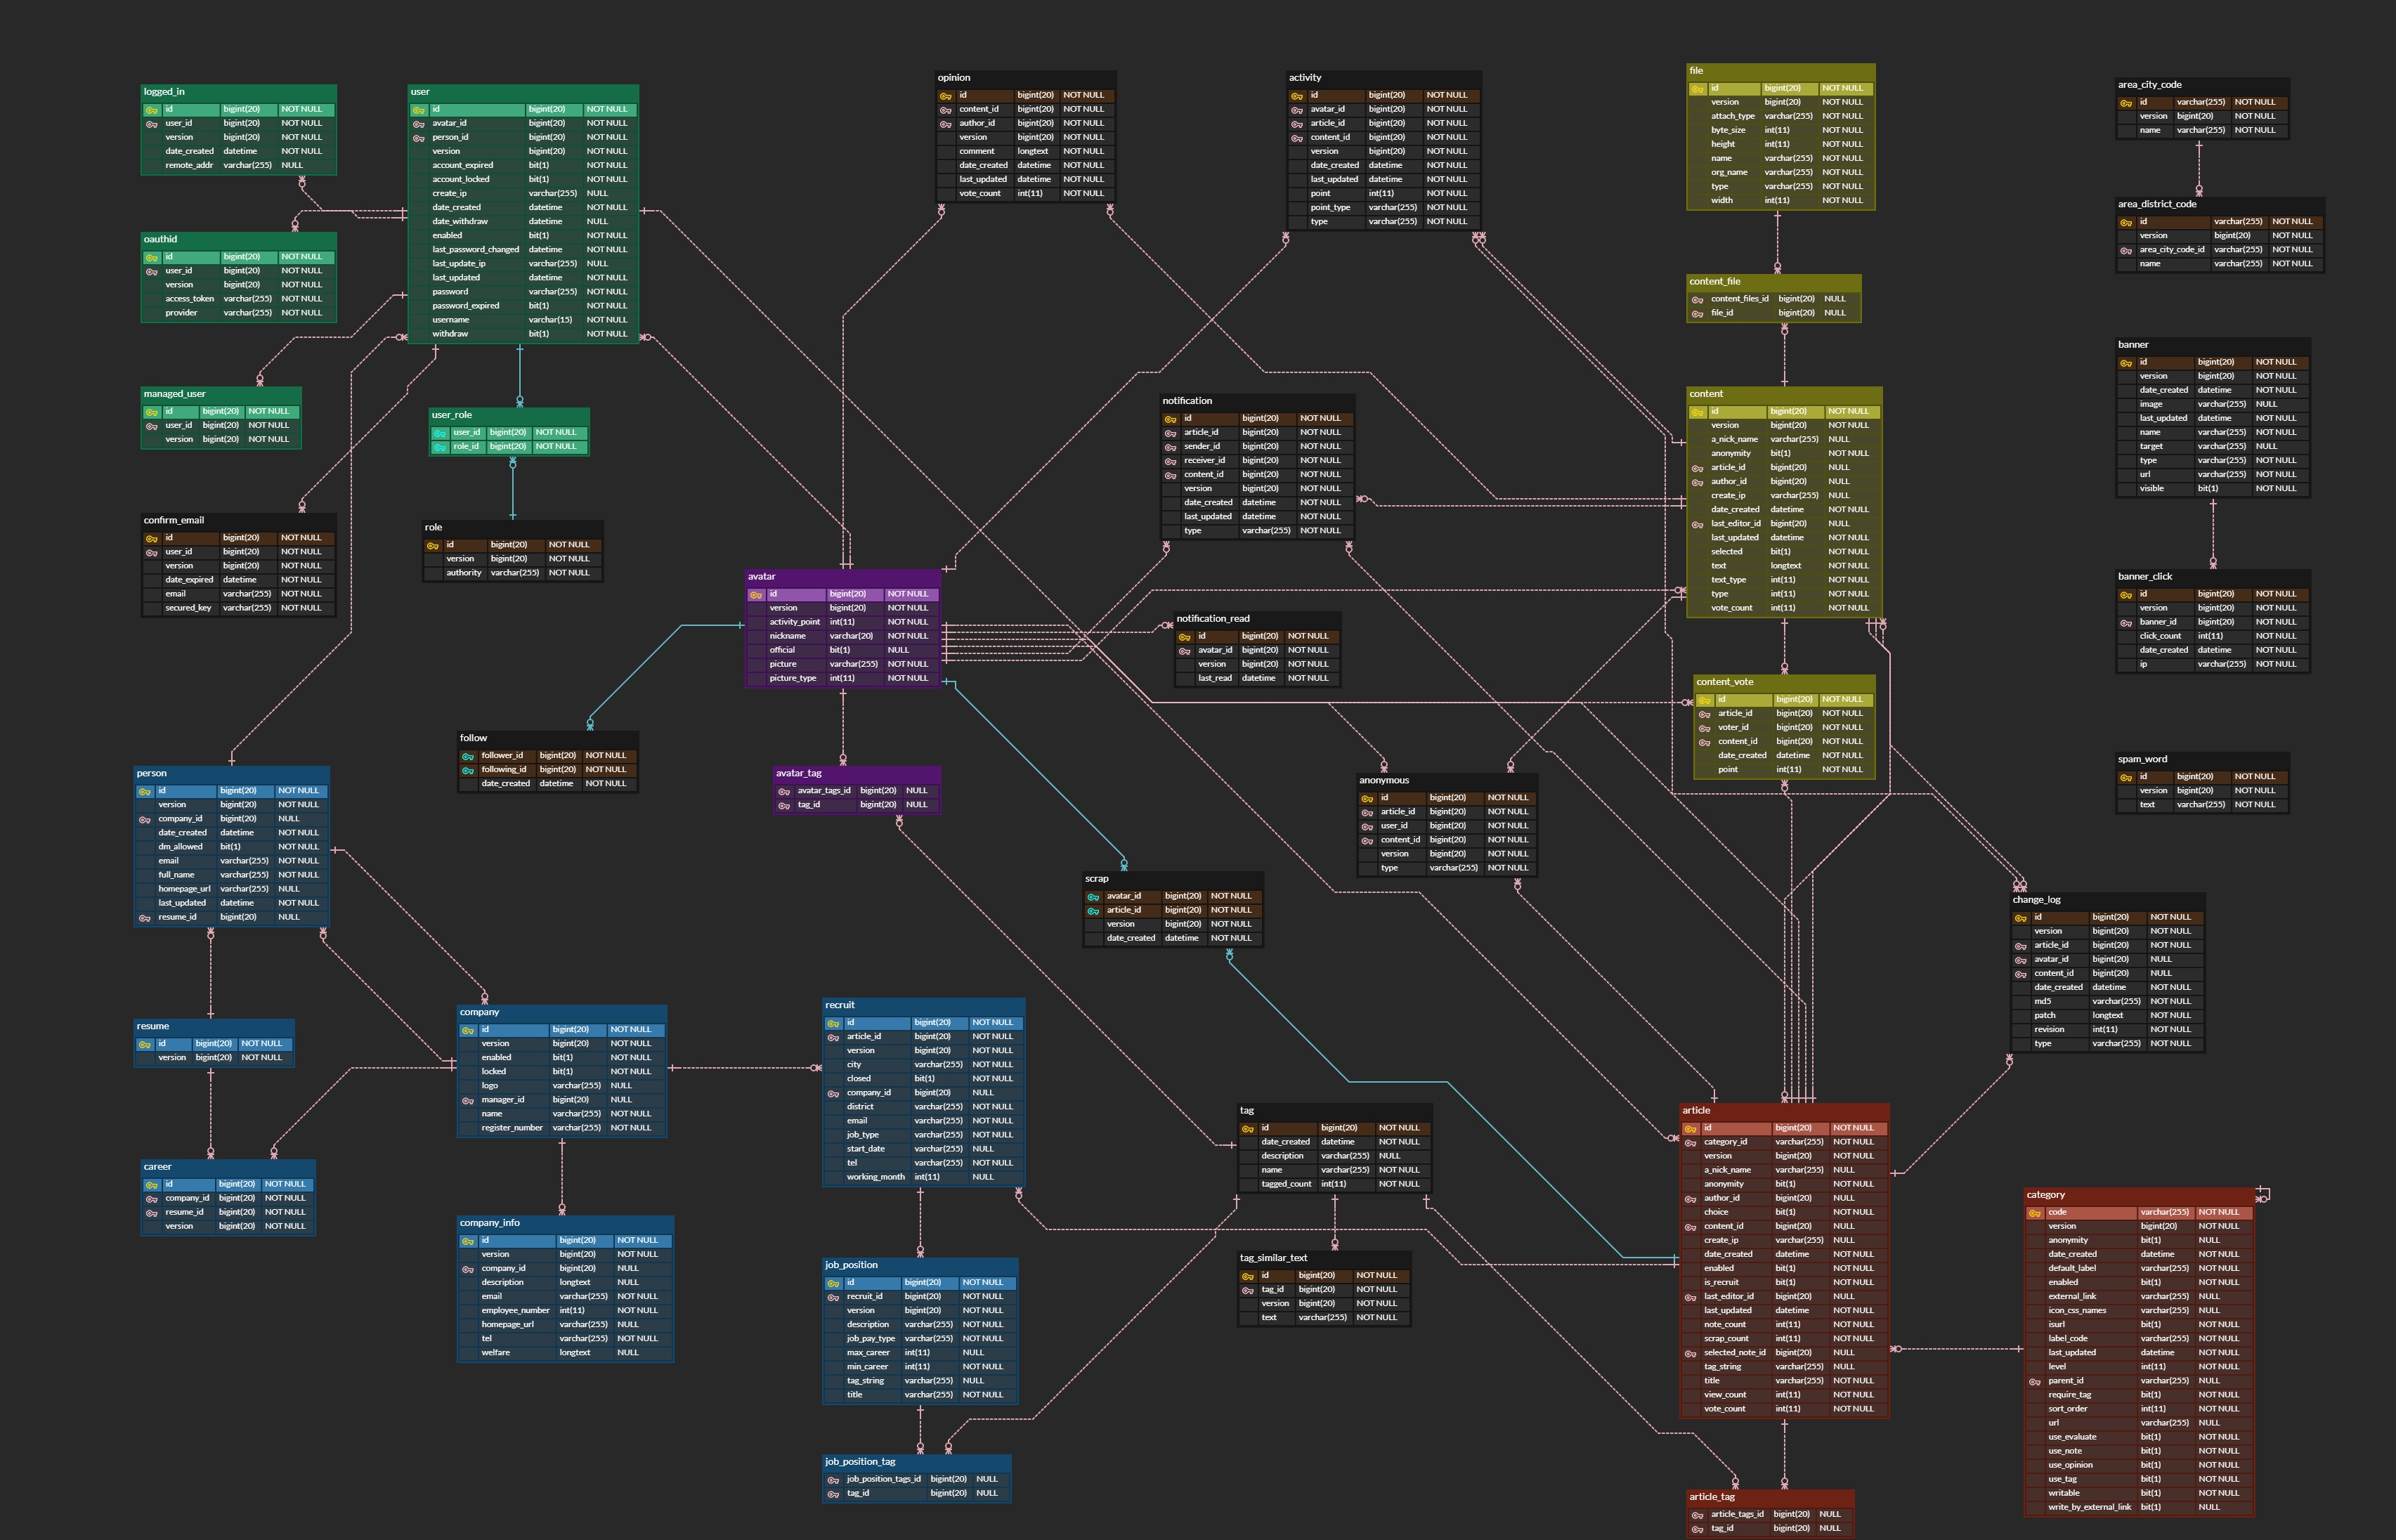 logged_in
id bigint(20) NOT NULL
user_id bigint(20) NOT NULL
version bigint(20) NOT NULL
date_created datetime NOT NULL
remote_addr varchar(255) NULL
oauthid
id bigint(20) NOT NULL
user_id bigint(20) NOT NULL
version bigint(20) NOT NULL
access_token varchar(255) NOT NULL
provider varchar(255) NOT NULL
managed_user
id bigint(20) NOT NULL
user_id bigint(20) NOT NULL
version bigint(20) NOT NULL
confirm_email
id bigint(20) NOT NULL
user_id bigint(20) NOT NULL
version bigint(20) NOT NULL
date_expired datetime NOT NULL
email varchar(255) NOT NULL
secured_key varchar(255) NOT NULL
user
id bigint(20) NOT NULL
avatar_id bigint(20) NOT NULL
person_id bigint(20) NOT NULL
version bigint(20) NOT NULL
account_expired bit(1) NOT NULL
account_locked bit(1) NOT NULL
create_ip varchar(255) NULL
date_created datetime NOT NULL
date_withdraw datetime NULL
enabled bit(1) NOT NULL
last_password_changed datetime NOT NULL
last_update_ip varchar(255) NULL
last_updated datetime NOT NULL
password varchar(255) NOT NULL
password_expired bit(1) NOT NULL
username varchar(15) NOT NULL
withdraw bit(1) NOT NULL
user_role
user_id bigint(20) NOT NULL
role_id bigint(20) NOT NULL
role
id bigint(20) NOT NULL
version bigint(20) NOT NULL
authority varchar(255) NOT NULL
opinion
id bigint(20) NOT NULL
content_id bigint(20) NOT NULL
author_id bigint(20) NOT NULL
version bigint(20) NOT NULL
comment longtext NOT NULL
date_created datetime NOT NULL
last_updated datetime NOT NULL
vote_count int(11) NOT NULL
activity
id bigint(20) NOT NULL
avatar_id bigint(20) NOT NULL
article_id bigint(20) NOT NULL
content_id bigint(20) NOT NULL
version bigint(20) NOT NULL
date_created datetime NOT NULL
last_updated datetime NOT NULL
point int(11) NOT NULL
point_type varchar(255) NOT NULL
type varchar(255) NOT NULL
file
id bigint(20) NOT NULL
version bigint(20) NOT NULL
attach_type varchar(255) NOT NULL
byte_size int(11) NOT NULL
height int(11) NOT NULL
name varchar(255) NOT NULL
org_name varchar(255) NOT NULL
type varchar(255) NOT NULL
width int(11) NOT NULL
content_file
content_files_id bigint(20) NULL
file_id bigint(20) NULL
content
id bigint(20) NOT NULL
version bigint(20) NOT NULL
a_nick_name varchar(255) NULL
anonymity bit(1) NOT NULL
article_id bigint(20) NULL
author_id bigint(20) NULL
create_ip varchar(255) NULL
date_created datetime NOT NULL
last_editor_id bigint(20) NULL
last_updated datetime NOT NULL
selected bit(1) NOT NULL
text longtext NOT NULL
text_type int(11) NOT NULL
type int(11) NOT NULL
vote_count int(11) NOT NULL
content_vote
id bigint(20) NOT NULL
article_id bigint(20) NOT NULL
voter_id bigint(20) NOT NULL
content_id bigint(20) NOT NULL
date_created datetime NOT NULL
point int(11) NOT NULL
area_city_code
id varchar(255) NOT NULL
version bigint(20) NOT NULL
name varchar(255) NOT NULL
area_district_code
id varchar(255) NOT NULL
version bigint(20) NOT NULL
area_city_code_id varchar(255) NOT NULL
name varchar(255) NOT NULL
banner
id bigint(20) NOT NULL
version bigint(20) NOT NULL
date_created datetime NOT NULL
image varchar(255) NULL
last_updated datetime NOT NULL
name varchar(255) NOT NULL
target varchar(255) NULL
type varchar(255) NOT NULL
url varchar(255) NOT NULL
visible bit(1) NOT NULL
banner_click
id bigint(20) NOT NULL
version bigint(20) NOT NULL
banner_id bigint(20) NOT NULL
click_count int(11) NOT NULL
date_created datetime NOT NULL
ip varchar(255) NOT NULL
spam_word
id bigint(20) NOT NULL
version bigint(20) NOT NULL
text varchar(255) NOT NULL
notification
id bigint(20) NOT NULL
article_id bigint(20) NOT NULL
sender_id bigint(20) NOT NULL
receiver_id bigint(20) NOT NULL
content_id bigint(20) NOT NULL
version bigint(20) NOT NULL
date_created datetime NOT NULL
last_updated datetime NOT NULL
type varchar(255) NOT NULL
notification_read
id bigint(20) NOT NULL
avatar_id bigint(20) NOT NULL
version bigint(20) NOT NULL
last_read datetime NOT NULL
avatar
id bigint(20) NOT NULL
version bigint(20) NOT NULL
activity_point int(11) NOT NULL
nickname varchar(20) NOT NULL
official bit(1) NULL
picture varchar(255) NOT NULL
picture_type int(11) NOT NULL
follow
follower_id bigint(20) NOT NULL
following_id bigint(20) NOT NULL
date_created datetime NOT NULL
avatar_tag
avatar_tags_id bigint(20) NULL
tag_id bigint(20) NULL
anonymous
id bigint(20) NOT NULL
article_id bigint(20) NOT NULL
user_id bigint(20) NOT NULL
content_id bigint(20) NOT NULL
version bigint(20) NOT NULL
type varchar(255) NOT NULL
scrap
avatar_id bigint(20) NOT NULL
article_id bigint(20) NOT NULL
version bigint(20) NOT NULL
date_created datetime NOT NULL
change_log
id bigint(20) NOT NULL
version bigint(20) NOT NULL
article_id bigint(20) NOT NULL
avatar_id bigint(20) NULL
content_id bigint(20) NOT NULL
date_created datetime NOT NULL
md5 varchar(255) NOT NULL
patch longtext NOT NULL
revision int(11) NOT NULL
type varchar(255) NOT NULL
person
id bigint(20) NOT NULL
version bigint(20) NOT NULL
company_id bigint(20) NULL
date_created datetime NOT NULL
dm_allowed bit(1) NOT NULL
email varchar(255) NOT NULL
full_name varchar(255) NOT NULL
homepage_url varchar(255) NULL
last_updated datetime NOT NULL
resume_id bigint(20) NULL
resume
id bigint(20) NOT NULL
version bigint(20) NOT NULL
career
id bigint(20) NOT NULL
company_id bigint(20) NOT NULL
resume_id bigint(20) NOT NULL
version bigint(20) NOT NULL
company
id bigint(20) NOT NULL
version bigint(20) NOT NULL
enabled bit(1) NOT NULL
locked bit(1) NOT NULL
logo varchar(255) NULL
manager_id bigint(20) NULL
name varchar(255) NOT NULL
register_number varchar(255) NOT NULL
company_info
id bigint(20) NOT NULL
version bigint(20) NOT NULL
company_id bigint(20) NULL
description longtext NULL
email varchar(255) NOT NULL
employee_number int(11) NOT NULL
homepage_url varchar(255) NULL
tel varchar(255) NOT NULL
welfare longtext NULL
recruit
id bigint(20) NOT NULL
article_id bigint(20) NOT NULL
version bigint(20) NOT NULL
city varchar(255) NOT NULL
closed bit(1) NOT NULL
company_id bigint(20) NULL
district varchar(255) NOT NULL
email varchar(255) NOT NULL
job_type varchar(255) NOT NULL
start_date varchar(255) NULL
tel varchar(255) NOT NULL
working_month int(11) NULL
job_position
id bigint(20) NOT NULL
recruit_id bigint(20) NOT NULL
version bigint(20) NOT NULL
description varchar(255) NOT NULL
job_pay_type varchar(255) NOT NULL
max_career int(11) NULL
min_career int(11) NOT NULL
tag_string varchar(255) NULL
title varchar(255) NOT NULL
job_position_tag
job_position_tags_id bigint(20) NULL
tag_id bigint(20) NULL
tag
id bigint(20) NOT NULL
date_created datetime NOT NULL
description varchar(255) NULL
name varchar(255) NOT NULL
tagged_count int(11) NOT NULL
tag_similar_text
id bigint(20) NOT NULL
tag_id bigint(20) NOT NULL
version bigint(20) NOT NULL
text varchar(255) NOT NULL
article
id bigint(20) NOT NULL
category_id varchar(255) NOT NULL
version bigint(20) NOT NULL
a_nick_name varchar(255) NULL
anonymity bit(1) NOT NULL
author_id bigint(20) NULL
choice bit(1) NOT NULL
content_id bigint(20) NULL
create_ip varchar(255) NULL
date_created datetime NOT NULL
enabled bit(1) NOT NULL
is_recruit bit(1) NOT NULL
last_editor_id bigint(20) NULL
last_updated datetime NOT NULL
note_count int(11) NOT NULL
scrap_count int(11) NOT NULL
selected_note_id bigint(20) NULL
tag_string varchar(255) NULL
title varchar(255) NOT NULL
view_count int(11) NOT NULL
vote_count int(11) NOT NULL
article_tag
article_tags_id bigint(20) NULL
tag_id bigint(20) NULL
category
code varchar(255) NOT NULL
version bigint(20) NOT NULL
anonymity bit(1) NULL
date_created datetime NOT NULL
default_label varchar(255) NOT NULL
enabled bit(1) NOT NULL
external_link varchar(255) NULL
icon_css_names varchar(255) NULL
isurl bit(1) NOT NULL
label_code varchar(255) NOT NULL
last_updated datetime NOT NULL
level int(11) NOT NULL
parent_id varchar(255) NULL
require_tag bit(1) NOT NULL
sort_order int(11) NOT NULL
url varchar(255) NULL
use_evaluate bit(1) NOT NULL
use_note bit(1) NOT NULL
use_opinion bit(1) NOT NULL
use_tag bit(1) NOT NULL
writable bit(1) NOT NULL
write_by_external_link bit(1) NULL